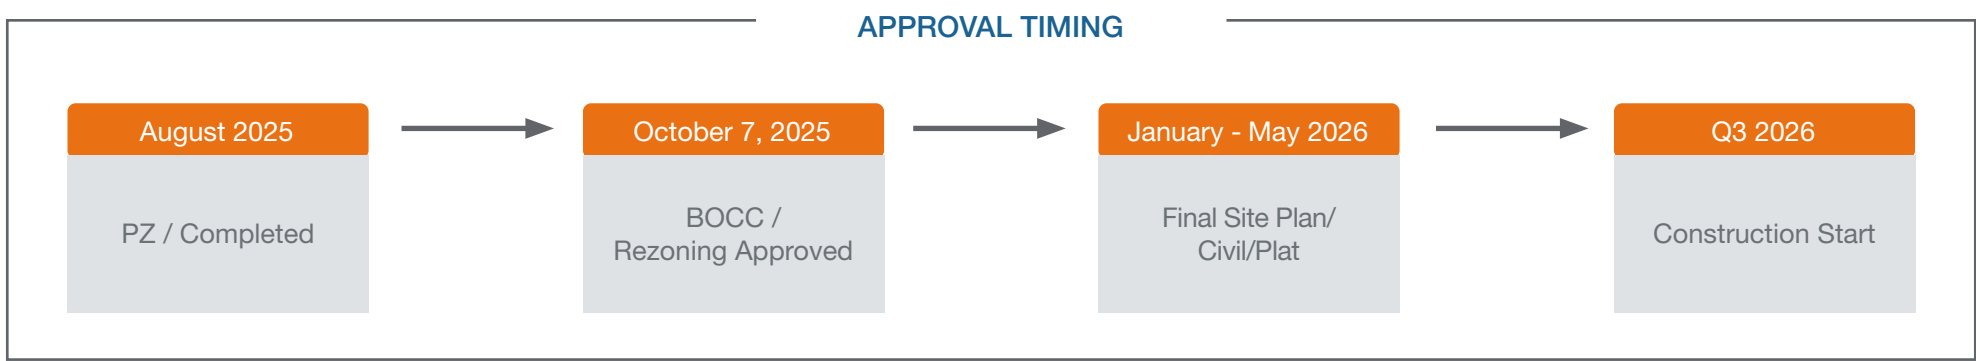 APPROVAL TIMING
August 2025
PZ / Completed
October 7, 2025
BOCC /
Rezoning Approved
January - May 2026
Final Site Plan/
Civil/Plat
Q3 2026
Construction Start